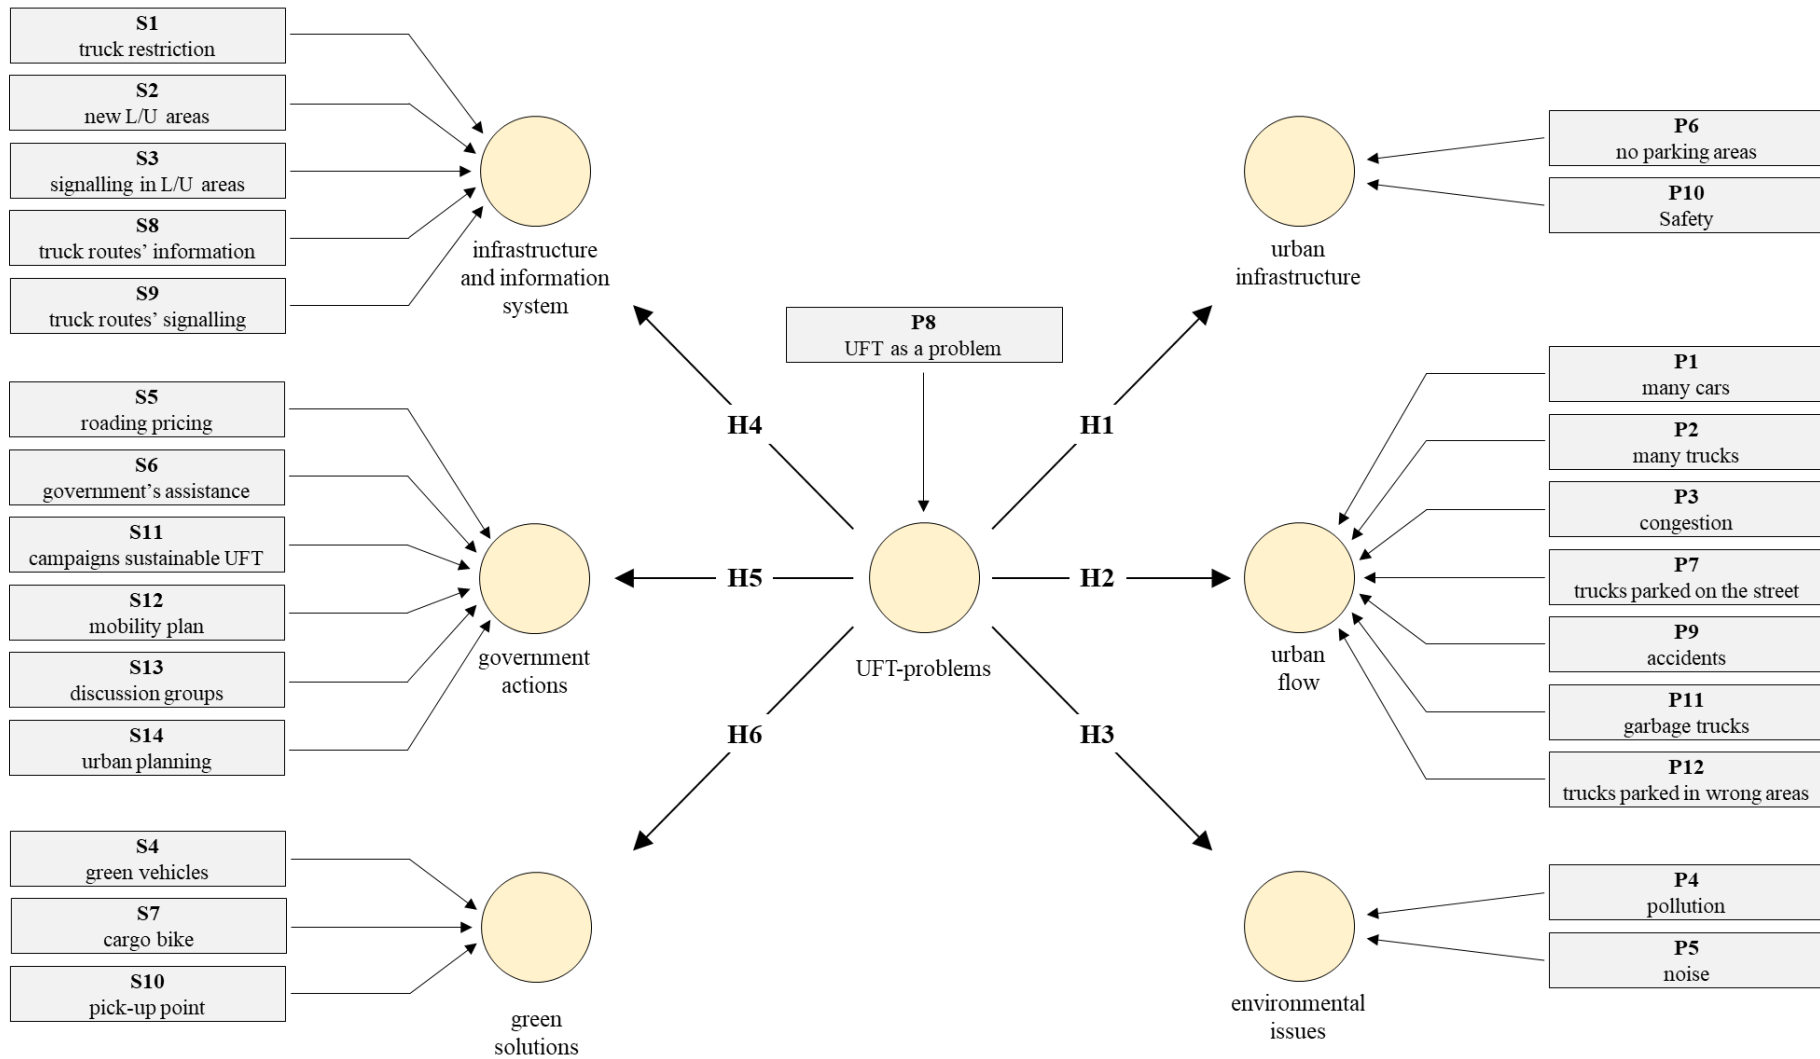 S1
truck restriction
S2
new L/U areas
S3
signalling in L/U areas
S8
truck routes’ information
S9
truck routes’ signalling
infrastructure
and information
system
S5
roading pricing
S6
government’s assistance
S11
campaigns sustainable UFT
S12
mobility plan
S13
discussion groups
S14
urban planning
government
actions
S4
green vehicles
S7
cargo bike
S10
pick-up point
green
solutions
P8
UFT as a problem
H4
H1
H5
H2
H6
H3
UFT-problems
urban
infrastructure
P6
no parking areas
P10
Safety
urban
flow
P1
many cars
P2
many trucks
P3
congestion
P7
trucks parked on the street
P9
accidents
P11
garbage trucks
P12
trucks parked in wrong areas
environmental
issues
P4
pollution
P5
noise